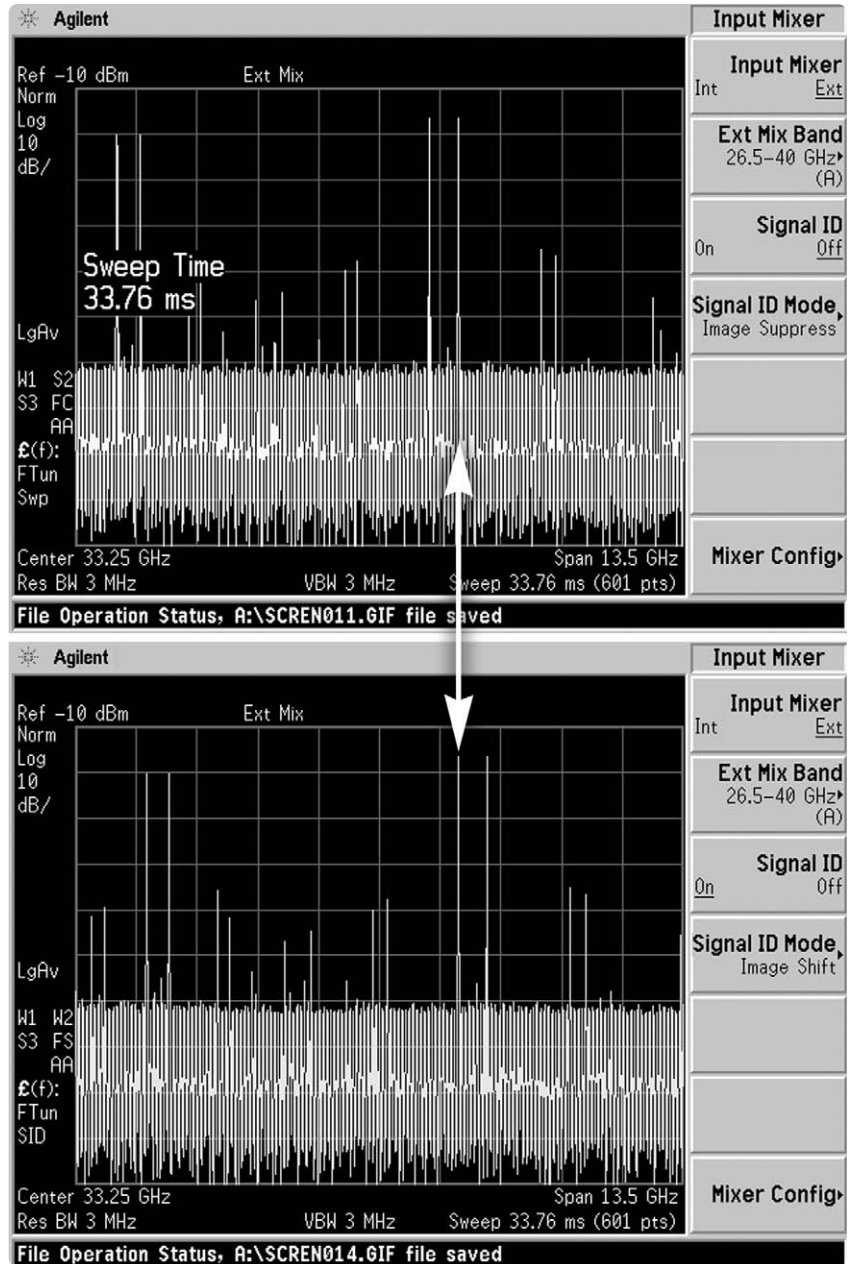 Agilent
Input Mixer
Ref -10 dBm Ext Mix
Norm
Log
10
dB/
Sweep Time
33.76 ms
LgAv
W1 S2
S3 FC
AA
£(f):
FTun
Swp
Center 33.25 GHz Span 13.5 GHz
Res BW 3 MHz VBW 3 MHz Sweep 33.76 ms (601 pts)
File Operation Status, A:\SCREN011.GIF file saved
Input Mixer
Int Ext
Ext Mix Band
26.5-40 GHz
(A)
Signal ID
On Off
Signal ID Mode
Image Suppress
Mixer Config
Agilent
Input Mixer
Ref -10 dBm Ext Mix
Norm
Log
10
dB/
LgAv
W1 W2
S3 FS
AA
£(f):
FTun
SID
Center 33.25 GHz Span 13.5 GHz
Res BW 3 MHz VBW 3 MHz Sweep 33.76 ms (601 pts)
File Operation Status, A:\SCREN014.GIF file saved
Input Mixer
Int Ext
Ext Mix Band
26.5-40 GHz
(A)
Signal ID
On Off
Signal ID Mode
Image Shift
Mixer Config